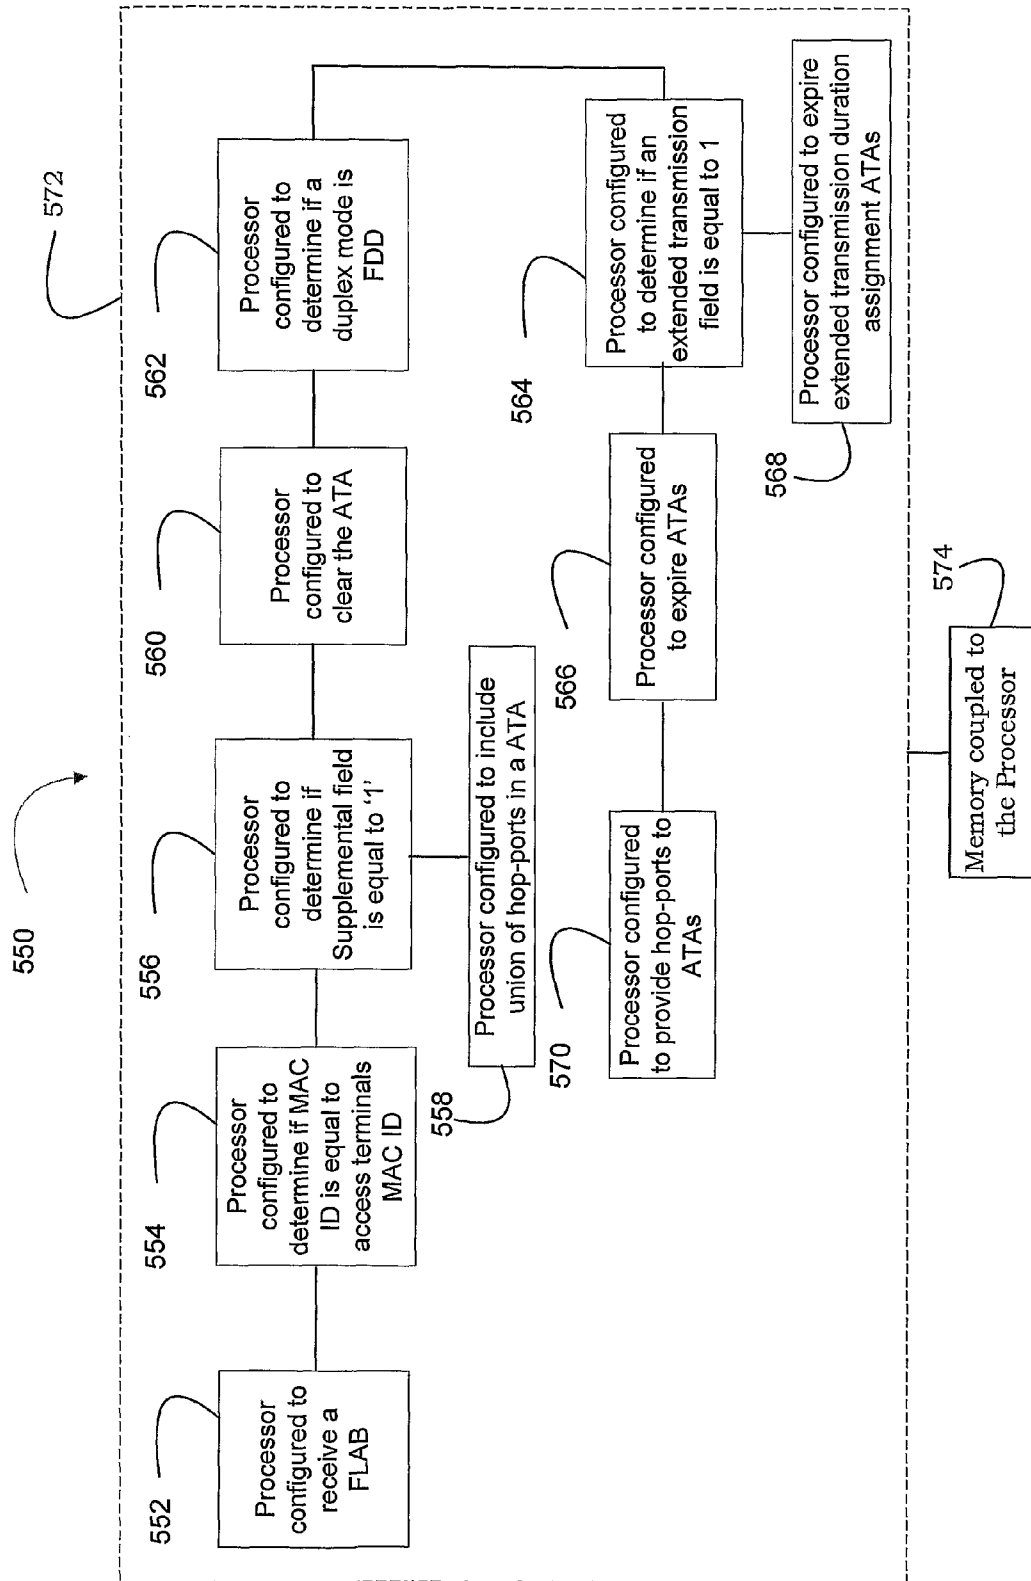 550
572
552
Processor
configured to
receive a
FLAB
554
Processor
configured to
determine if MAC
ID is equal to
access terminals
MAC ID
556
Processor
configured to
determine if
Supplemental field
is equal to '1'
558
Processor configured to include
union of hop-ports in a ATA
560
Processor
configured to
clear the ATA
562
Processor
configured to
determine if a
duplex mode is
FDD
564
Processor configured
to determine if an
extended transmission
field is equal to 1
566
Processor configured
to expire ATAs
568
Processor configured to expire
extended transmission duration
assignment ATAs
570
Processor configured
to provide hop-ports to
ATAs
574
Memory coupled to
the Processor